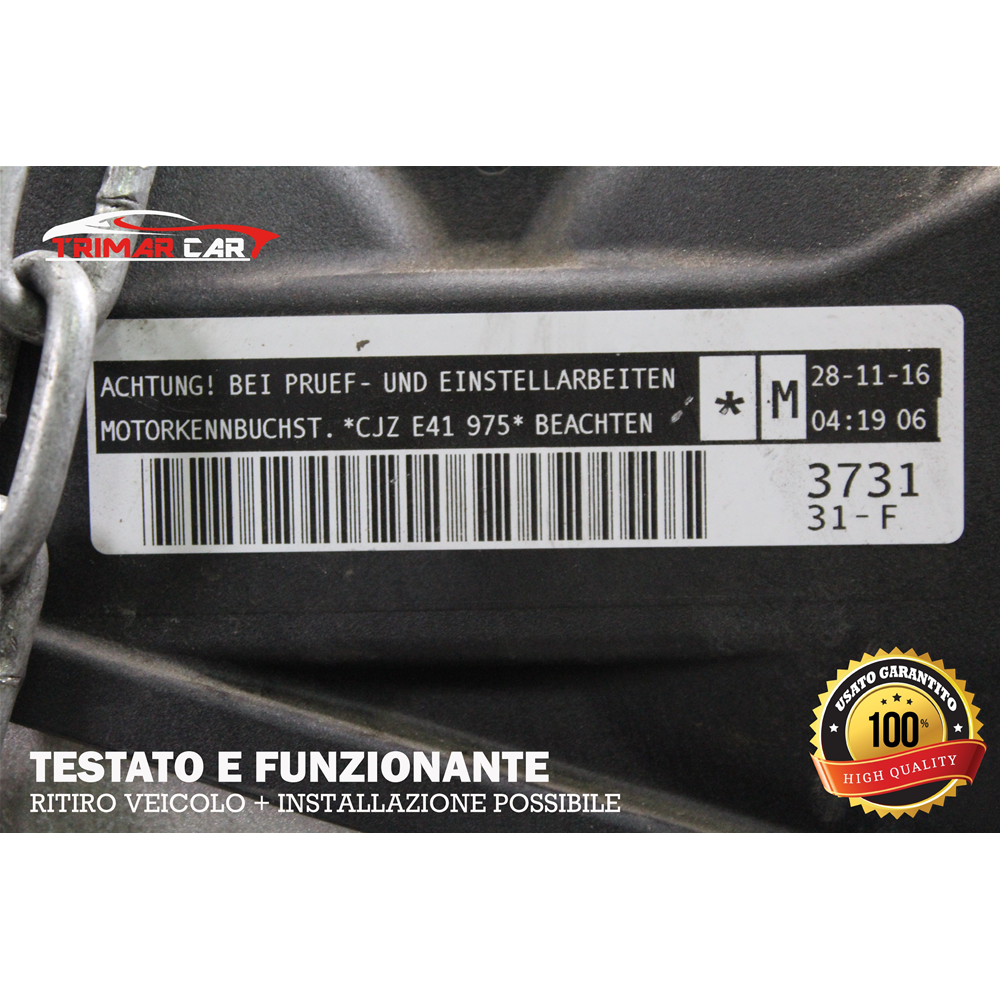 TRIMAR CAR
ACHTUNG! BEI PRUEF- UND EINSTELLARBEITEN
MOTORKENNBUCHST. *CJZ E41 975* BEACHTEN
* M
28-11-16
04:19 06
3731
31-F
USATO GARANTITO
100%
HIGH QUALITY
TESTATO E FUNZIONANTE
RITIRO VEICOLO + INSTALLAZIONE POSSIBILE